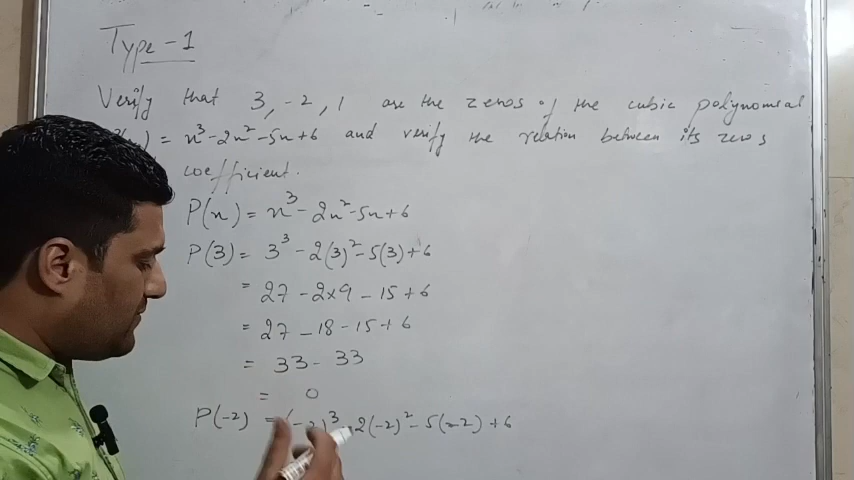 Type - 1
Verify that 3, -2, 1 are the zeros of the cubic polynomial
) = x³ - 2x² - 5x + 6 and verify the relation between its zeros
coefficient.
P(x) = x³ - 2x² - 5x + 6
P(3) = 3³ - 2(3)² - 5(3) + 6
= 27 - 2×9 - 15 + 6
= 27 - 18 - 15 + 6
= 33 - 33
= 0
P(-2) = (-2)³ - 2(-2)² - 5(-2) + 6